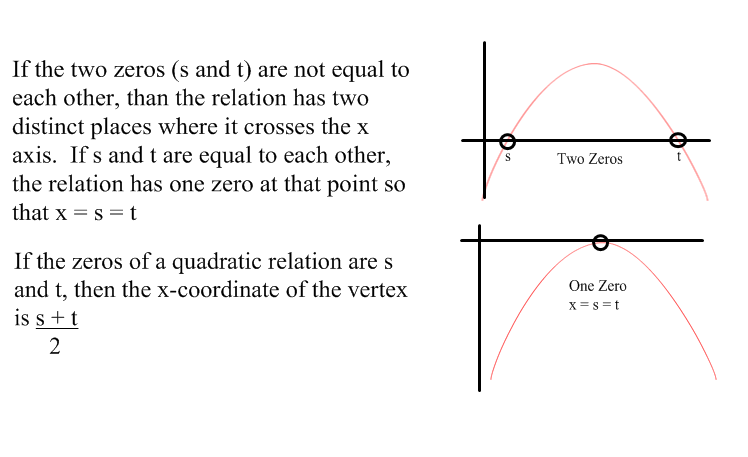 If the two zeros (s and t) are not equal to
each other, than the relation has two
distinct places where it crosses the x
axis.  If s and t are equal to each other,
the relation has one zero at that point so
that x = s = t
If the zeros of a quadratic relation are s
and t, then the x-coordinate of the vertex
is s + t
2
s
Two Zeros
t
One Zero
x = s = t